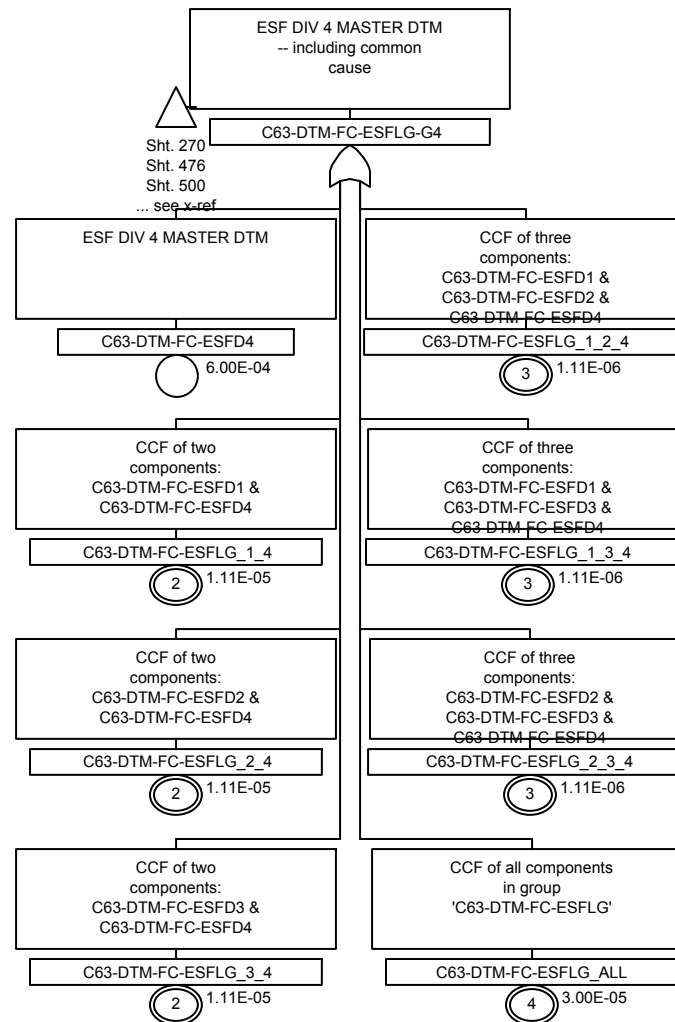 ESF DIV 4 MASTER DTM
-- including common
cause
C63-DTM-FC-ESFLG-G4
Sht. 270
Sht. 476
Sht. 500
... see x-ref
ESF DIV 4 MASTER DTM
C63-DTM-FC-ESFD4
6.00E-04
CCF of three
components:
C63-DTM-FC-ESFD1 &
C63-DTM-FC-ESFD2 &
C63-DTM-FC-ESFD4
C63-DTM-FC-ESFLG_1_2_4
3
1.11E-06
CCF of two
components:
C63-DTM-FC-ESFD1 &
C63-DTM-FC-ESFD4
C63-DTM-FC-ESFLG_1_4
2
1.11E-05
CCF of three
components:
C63-DTM-FC-ESFD1 &
C63-DTM-FC-ESFD3 &
C63-DTM-FC-ESFD4
C63-DTM-FC-ESFLG_1_3_4
3
1.11E-06
CCF of two
components:
C63-DTM-FC-ESFD2 &
C63-DTM-FC-ESFD4
C63-DTM-FC-ESFLG_2_4
2
1.11E-05
CCF of three
components:
C63-DTM-FC-ESFD2 &
C63-DTM-FC-ESFD3 &
C63-DTM-FC-ESFD4
C63-DTM-FC-ESFLG_2_3_4
3
1.11E-06
CCF of two
components:
C63-DTM-FC-ESFD3 &
C63-DTM-FC-ESFD4
C63-DTM-FC-ESFLG_3_4
2
1.11E-05
CCF of all components
in group
'C63-DTM-FC-ESFLG'
C63-DTM-FC-ESFLG_ALL
4
3.00E-05